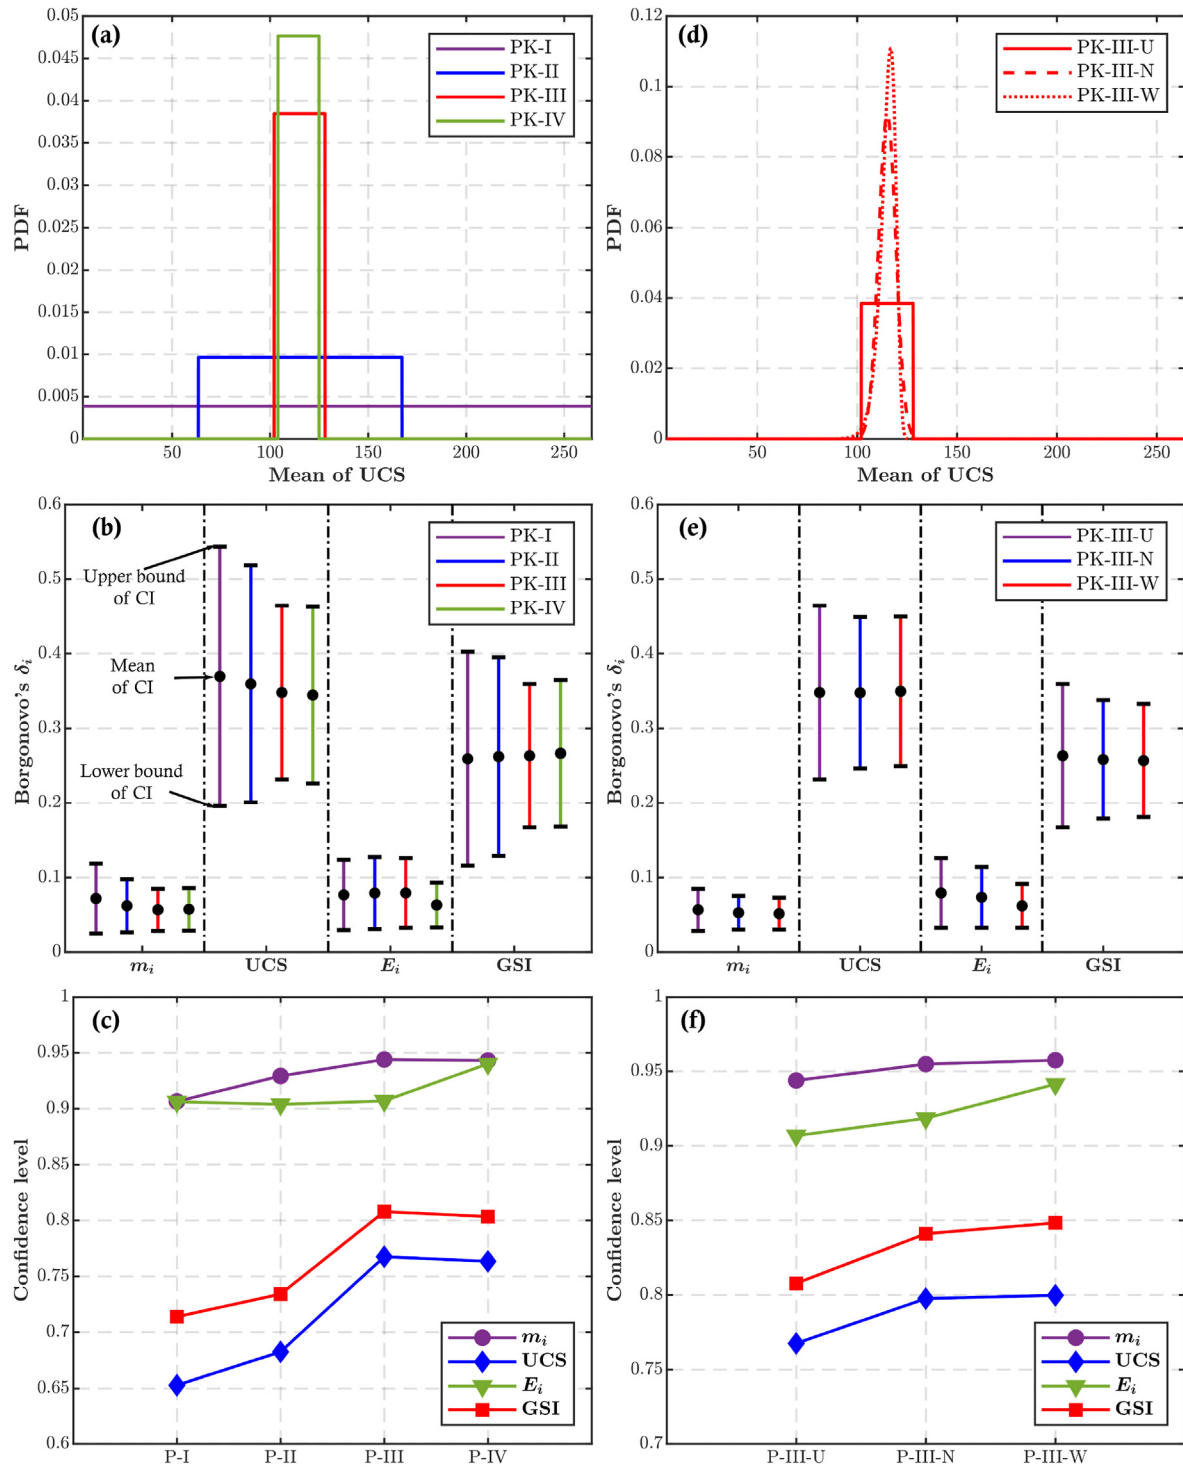 (a)
PK-I
PK-II
PK-III
PK-IV
0.05
0.045
0.04
0.035
0.03
0.025
0.02
0.015
0.01
0.005
0
PDF
50
100
150
200
250
Mean of UCS
(d)
PK-III-U
PK-III-N
PK-III-W
0.12
0.1
0.08
0.06
0.04
0.02
0
PDF
50
100
150
200
250
Mean of UCS
(b)
PK-I
PK-II
PK-III
PK-IV
Upper bound
of CI
Mean
of CI
Lower bound
of CI
0.6
0.5
0.4
0.3
0.2
0.1
0
Borgonovo's δᵢ
mᵢ
UCS
Eᵢ
GSI
(e)
PK-III-U
PK-III-N
PK-III-W
0.6
0.5
0.4
0.3
0.2
0.1
0
Borgonovo's δᵢ
mᵢ
UCS
Eᵢ
GSI
(c)
1
0.95
0.9
0.85
0.8
0.75
0.7
0.65
0.6
Confidence level
mᵢ
UCS
Eᵢ
GSI
P-I
P-II
P-III
P-IV
(f)
1
0.95
0.9
0.85
0.8
0.75
0.7
Confidence level
mᵢ
UCS
Eᵢ
GSI
P-III-U
P-III-N
P-III-W